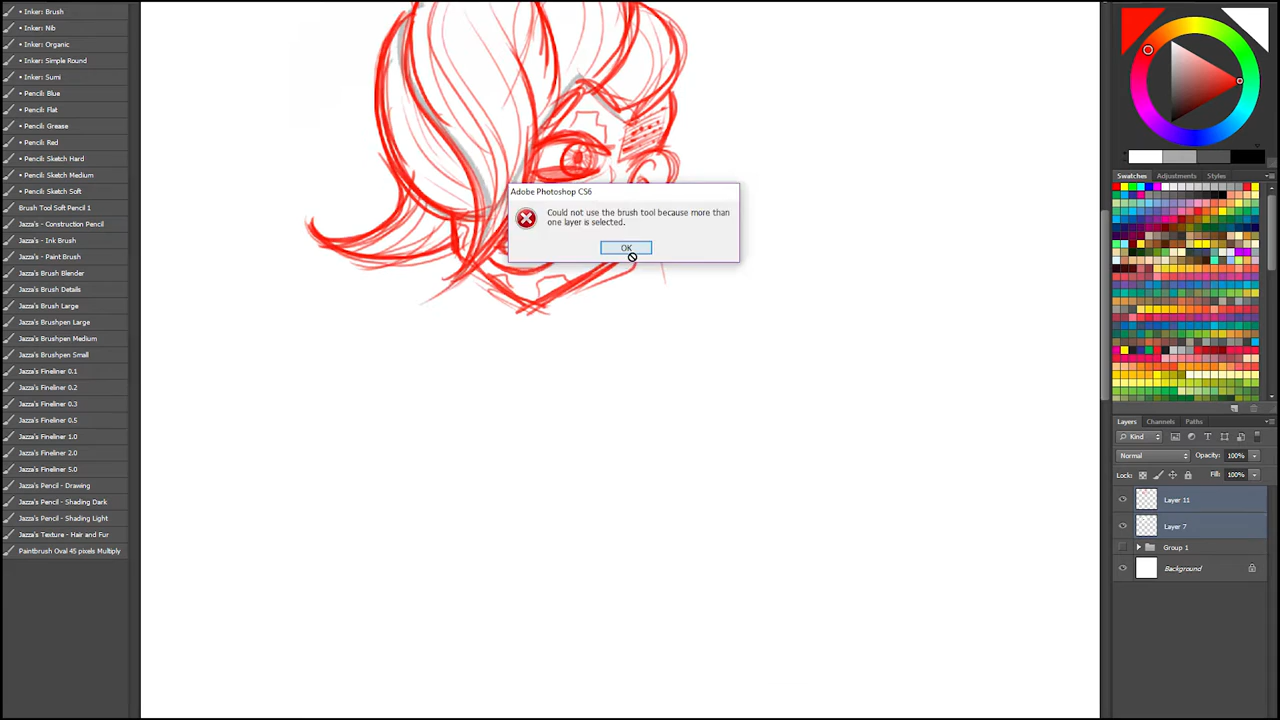 • Inker: Brush
• Inker: Nib
• Inker: Organic
• Inker: Simple Round
• Inker: Sumi
• Pencil: Blue
• Pencil: Flat
• Pencil: Grease
• Pencil: Red
• Pencil: Sketch Hard
• Pencil: Sketch Medium
• Pencil: Sketch Soft
Brush Tool Soft Pencil 1
Jazza's - Construction Pencil
Jazza's - Ink Brush
Jazza's - Paint Brush
Jazza's Brush Blender
Jazza's Brush Details
Jazza's Brush Large
Jazza's Brushpen Large
Jazza's Brushpen Medium
Jazza's Brushpen Small
Jazza's Fineliner 0.1
Jazza's Fineliner 0.2
Jazza's Fineliner 0.3
Jazza's Fineliner 0.5
Jazza's Fineliner 1.0
Jazza's Fineliner 2.0
Jazza's Fineliner 5.0
Jazza's Pencil - Drawing
Jazza's Pencil - Shading Dark
Jazza's Pencil - Shading Light
Jazza's Texture - Hair and Fur
Paintbrush Oval 45 pixels Multiply
Adobe Photoshop CS6
Could not use the brush tool because more than
one layer is selected.
OK
Swatches Adjustments Styles
Layers Channels Paths
Kind
Normal Opacity: 100%
Lock: Fill: 100%
Layer 11
Layer 7
Group 1
Background